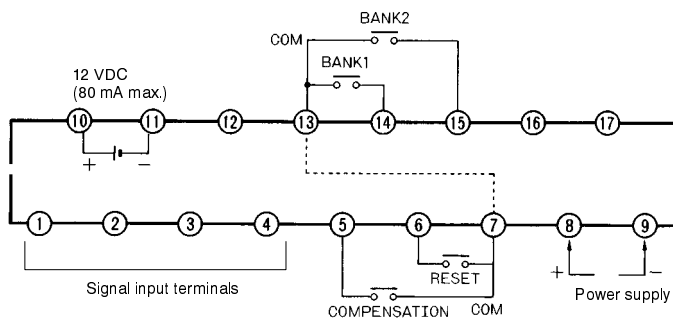 BANK2
COM
BANK1
12 VDC
(80 mA max.)
10 11 12 13 14 15 16 17
+ −
1 2 3 4 5 6 7 8 9
RESET
+ −
Signal input terminals
COMPENSATION
COM
Power supply